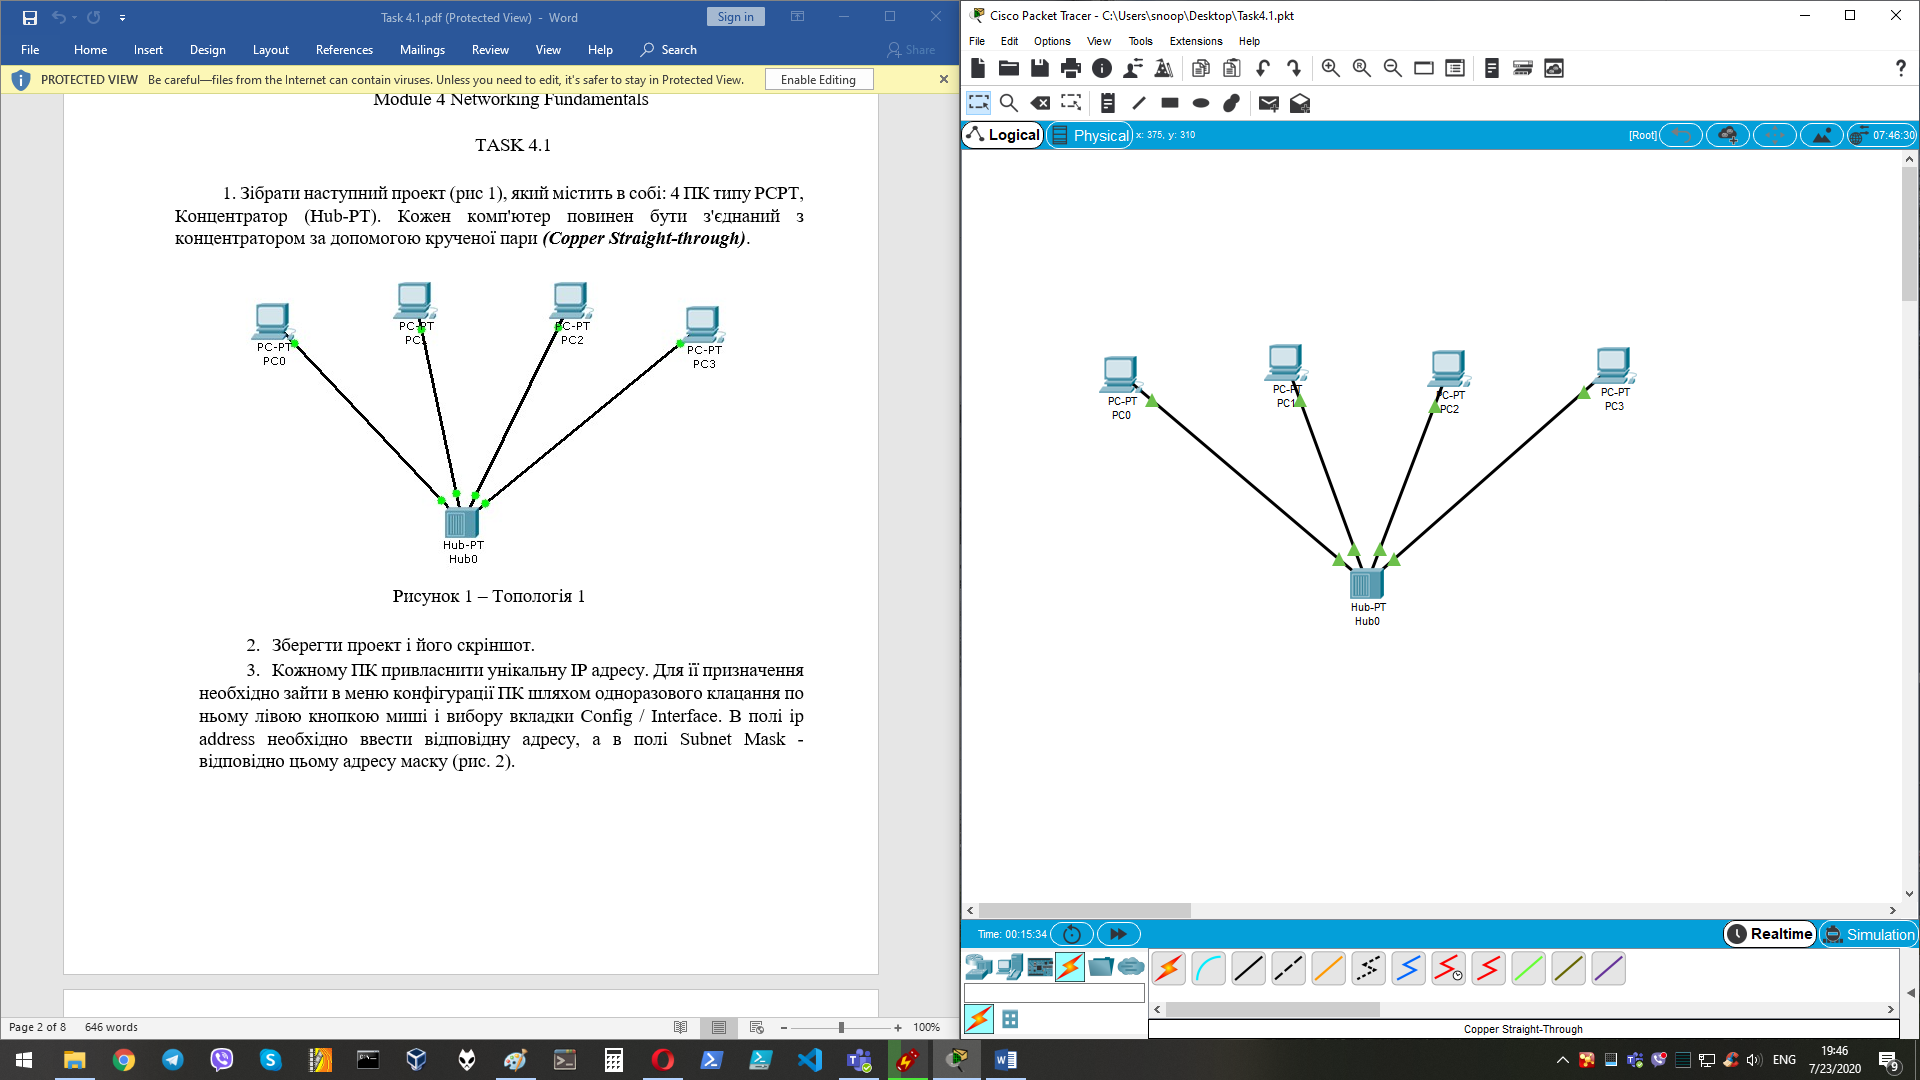 Task 4.1.pdf (Protected View) - Word
Sign in
File Home Insert Design Layout References Mailings Review View Help Search Share
PROTECTED VIEW Be careful—files from the Internet can contain viruses. Unless you need to edit, it's safer to stay in Protected View. Enable Editing
Module 4 Networking Fundamentals
TASK 4.1
1. Зібрати наступний проект (рис 1), який містить в собі: 4 ПК типу PCPT,
Концентратор (Hub-PT). Кожен комп'ютер повинен бути з'єднаний з
концентратором за допомогою крученої пари (Copper Straight-through).
PC-PT
PC0
PC-PT
PC1
PC-PT
PC2
PC-PT
PC3
Hub-PT
Hub0
Рисунок 1 – Топологія 1
2. Зберегти проект і його скріншот.
3. Кожному ПК привласнити унікальну IP адресу. Для її призначення
необхідно зайти в меню конфігурації ПК шляхом одноразового клацання по
ньому лівою кнопкою миші і вибору вкладки Config / Interface. В полі ip
address необхідно ввести відповідну адресу, а в полі Subnet Mask -
відповідно цьому адресу маску (рис. 2).
Page 2 of 8 646 words
100%
Cisco Packet Tracer - C:\Users\snoop\Desktop\Task4.1.pkt
File Edit Options View Tools Extensions Help
Logical Physical x: 375, y: 310
[Root] 07:46:30
PC-PT
PC0
PC-PT
PC1
PC-PT
PC2
PC-PT
PC3
Hub-PT
Hub0
Time: 00:15:34
Realtime Simulation
Copper Straight-Through
ENG
19:46
7/23/2020
9